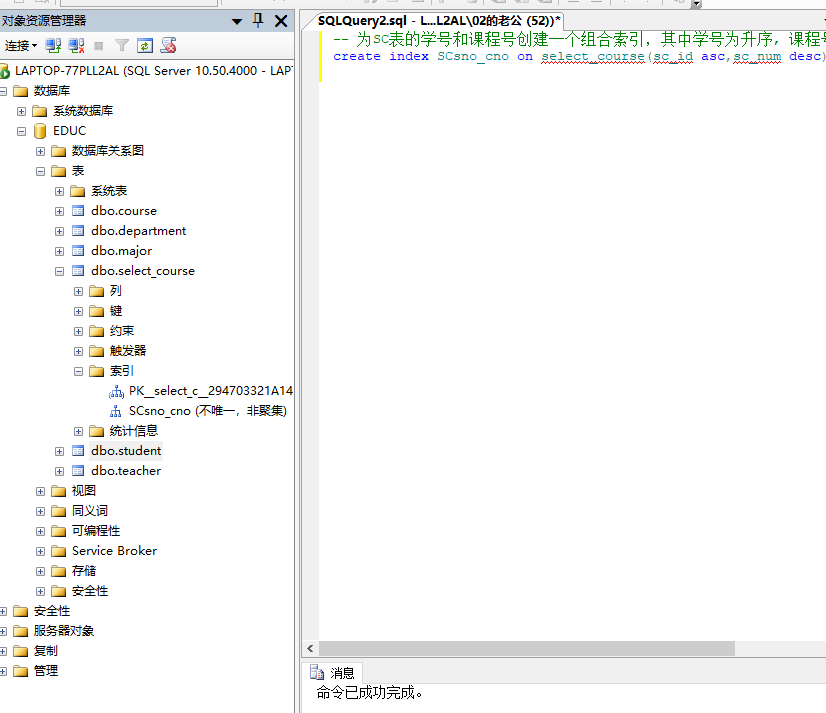 对象资源管理器
连接
LAPTOP-77PLL2AL (SQL Server 10.50.4000 - LAPT
数据库
系统数据库
EDUC
数据库关系图
表
系统表
dbo.course
dbo.department
dbo.major
dbo.select_course
列
键
约束
触发器
索引
PK__select_c__294703321A14
SCsno_cno (不唯一，非聚集)
统计信息
dbo.student
dbo.teacher
视图
同义词
可编程性
Service Broker
存储
安全性
安全性
服务器对象
复制
管理
SQLQuery2.sql - L...L2AL\02的老公 (52))*
-- 为SC表的学号和课程号创建一个组合索引，其中学号为升序，课程号
create index SCsno_cno on select_course(sc_id asc,sc_num desc)
消息
命令已成功完成。